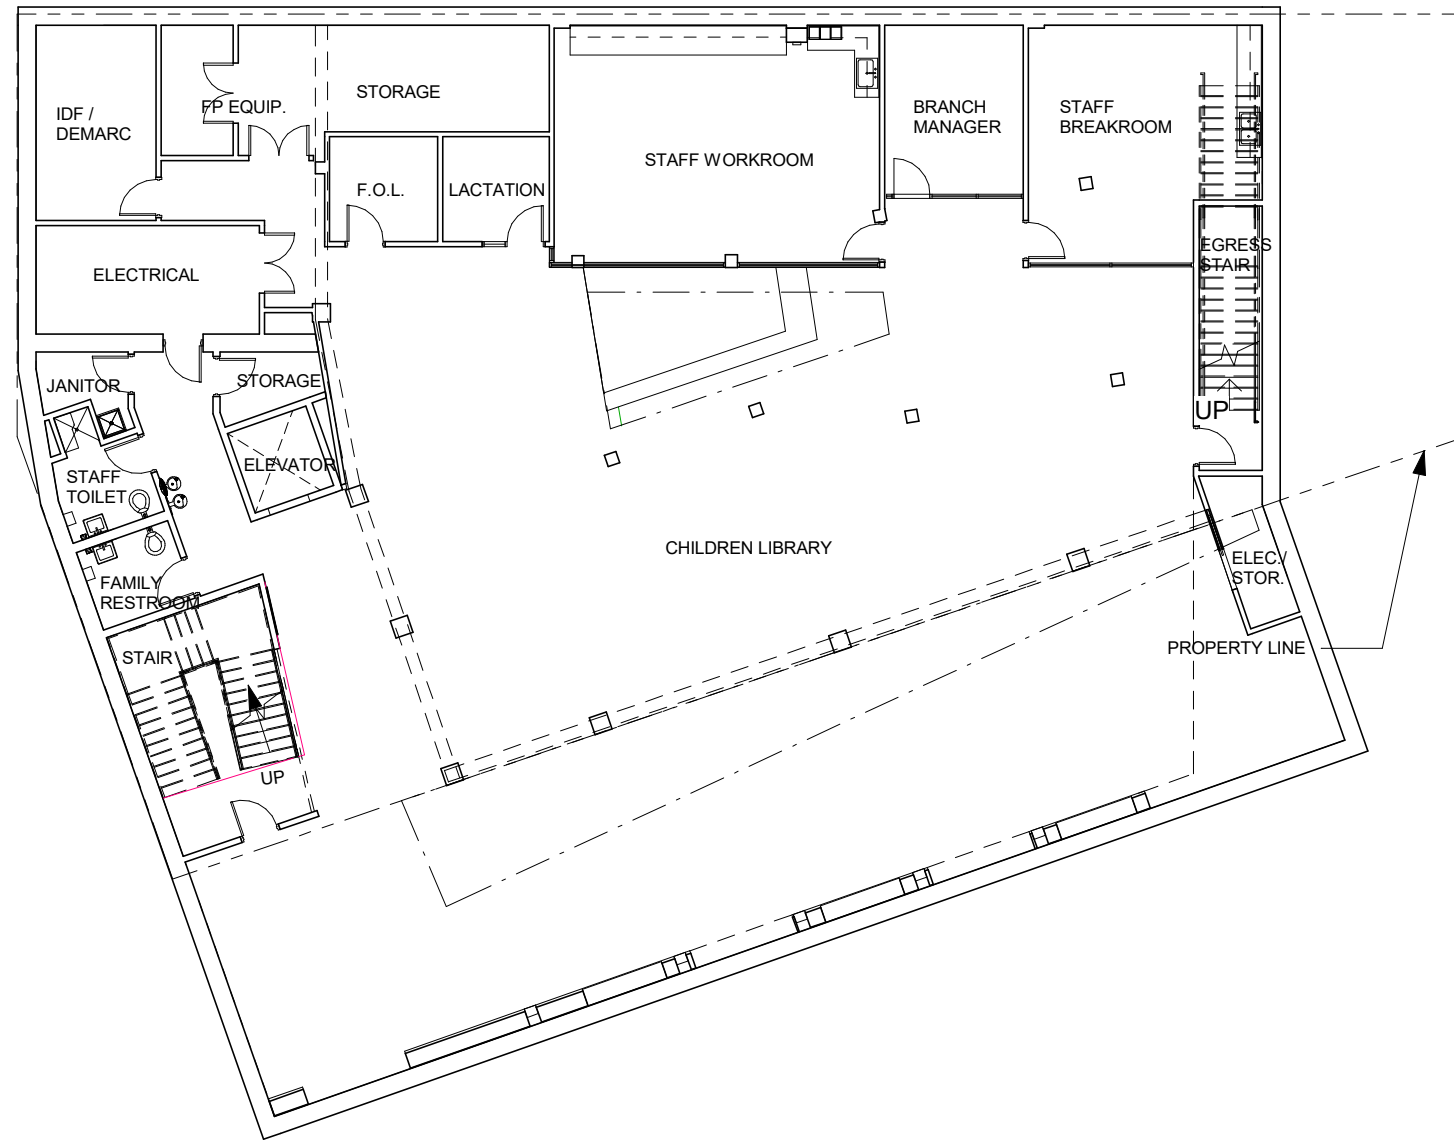 IDF /
DEMARC
FP EQUIP.
STORAGE
F.O.L.
LACTATION
STAFF WORKROOM
BRANCH
MANAGER
STAFF
BREAKROOM
ELECTRICAL
EGRESS
STAIR
UP
JANITOR
STORAGE
ELEVATOR
STAFF
TOILET
CHILDREN LIBRARY
FAMILY
RESTROOM
ELEC./
STOR.
STAIR
PROPERTY LINE
UP